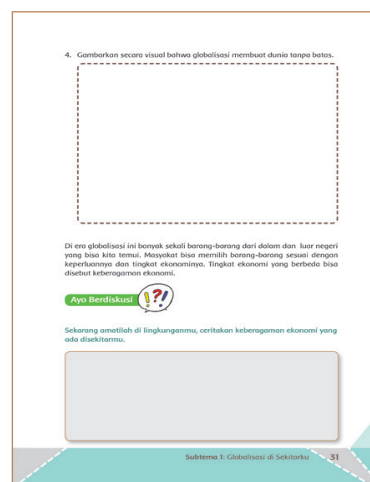 4. Gambarkan secara visual bahwa globalisasi membuat dunia tanpa batas.
Di era globalisasi ini banyak sekali barang-barang dari dalam dan luar negeri
yang bisa kita temui. Masyakat bisa memilih barang-barang sesuai dengan
keperluannya dan tingkat ekonominya. Tingkat ekonomi yang berbeda bisa
disebut keberagaman ekonomi.
Ayo Berdiskusi
!?/
Sekarang amatilah di lingkunganmu, ceritakan keberagaman ekonomi yang
ada disekitarmu.
Subtema 1: Globalisasi di Sekitarku 31